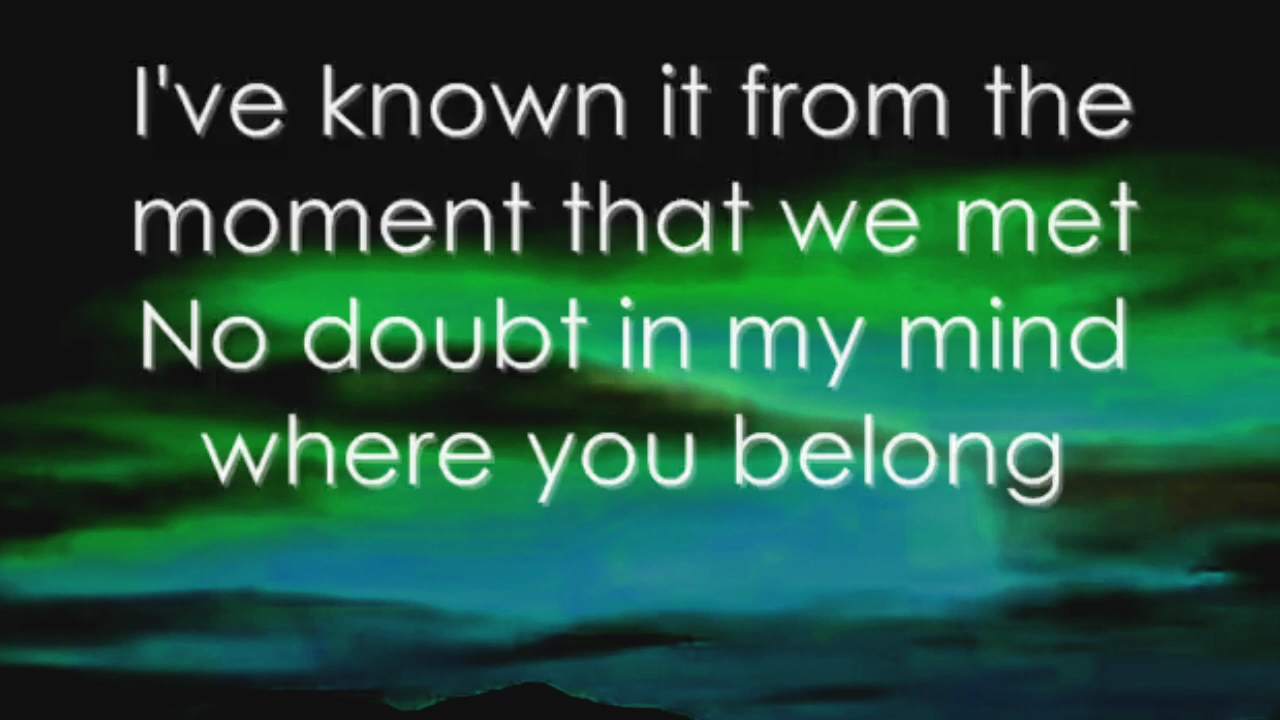 I've known it from the
moment that we met
No doubt in my mind
where you belong